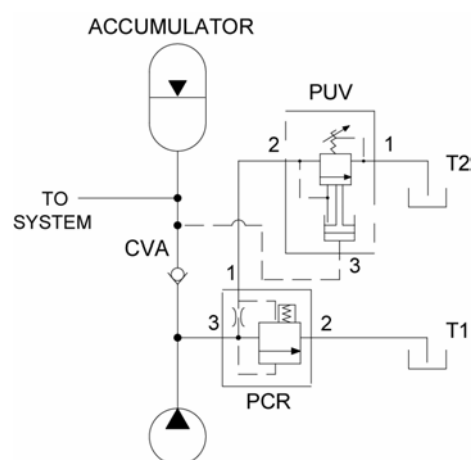 ACCUMULATOR
PUV
2
1
T2
TO
SYSTEM
CVA
3
1
3
2
T1
PCR